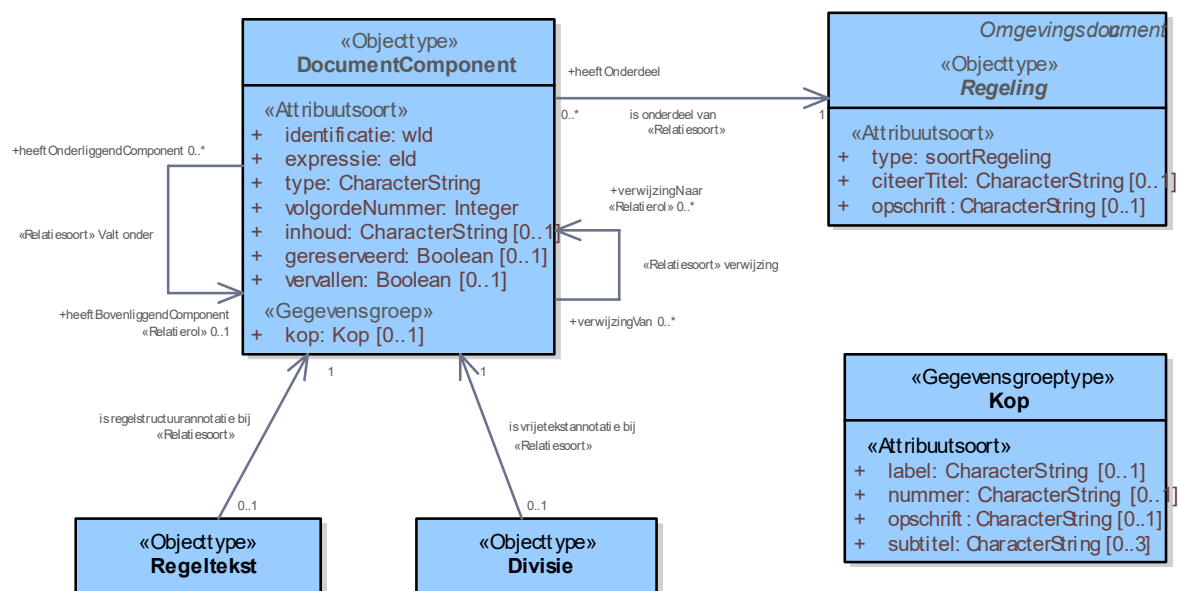 «Objecttype»
DocumentComponent
«Attribuutsoort»
+ identificatie: wId
+ expressie: eId
+ type: CharacterString
+ volgordeNummer: Integer
+ inhoud: CharacterString [0..1]
+ gereserveerd: Boolean [0..1]
+ vervallen: Boolean [0..1]
«Gegevensgroep»
+ kop: Kop [0..1]
+heeftOnderdeel
0..*
is onderdeel van
«Relatiesoort»
1
Omgevingsdocument
«Objecttype»
Regeling
«Attribuutsoort»
+ type: soortRegeling
+ citeerTitel: CharacterString [0..1]
+ opschrift: CharacterString [0..1]
+heeftOnderliggendComponent 0..*
«Relatiesoort» Valt onder
+heeftBovenliggendComponent
«Relatierol» 0..1
+verwijzingNaar
«Relatierol» 0..*
«Relatiesoort» verwijzing
+verwijzingVan 0..*
1
is regelstructuurannotatie bij
«Relatiesoort»
0..1
1
is vrijetekstannotatie bij
«Relatiesoort»
0..1
«Objecttype»
Regeltekst
«Objecttype»
Divisie
«Gegevensgroeptype»
Kop
«Attribuutsoort»
+ label: CharacterString [0..1]
+ nummer: CharacterString [0..1]
+ opschrift: CharacterString [0..1]
+ subtitel: CharacterString [0..3]